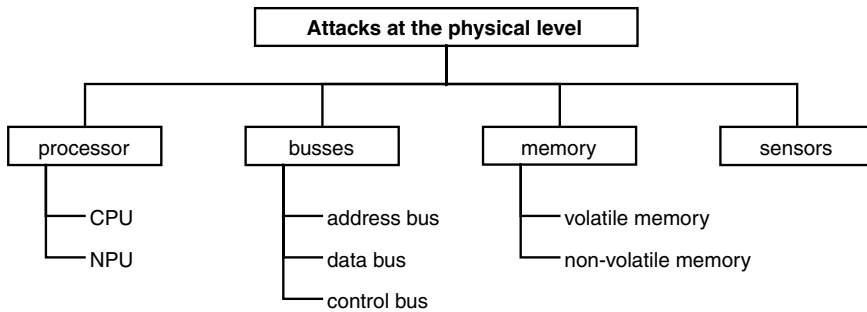 Attacks at the physical level
processor
busses
memory
sensors
CPU
NPU
address bus
data bus
control bus
volatile memory
non-volatile memory